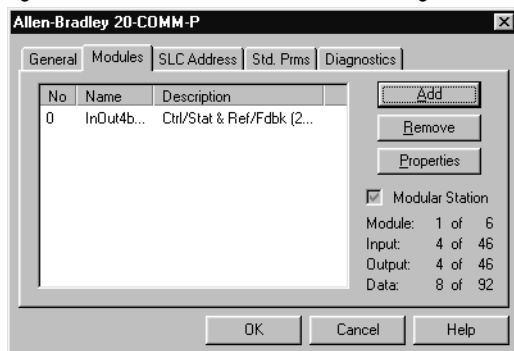 Allen-Bradley 20-COMM-P
General Modules SLC Address Std. Prms Diagnostics
No Name Description
0 InOut4b... Ctrl/Stat & Ref/Fdbk (2...
Add
Remove
Properties
Modular Station
Module: 1 of 6
Input: 4 of 46
Output: 4 of 46
Data: 8 of 92
OK Cancel Help